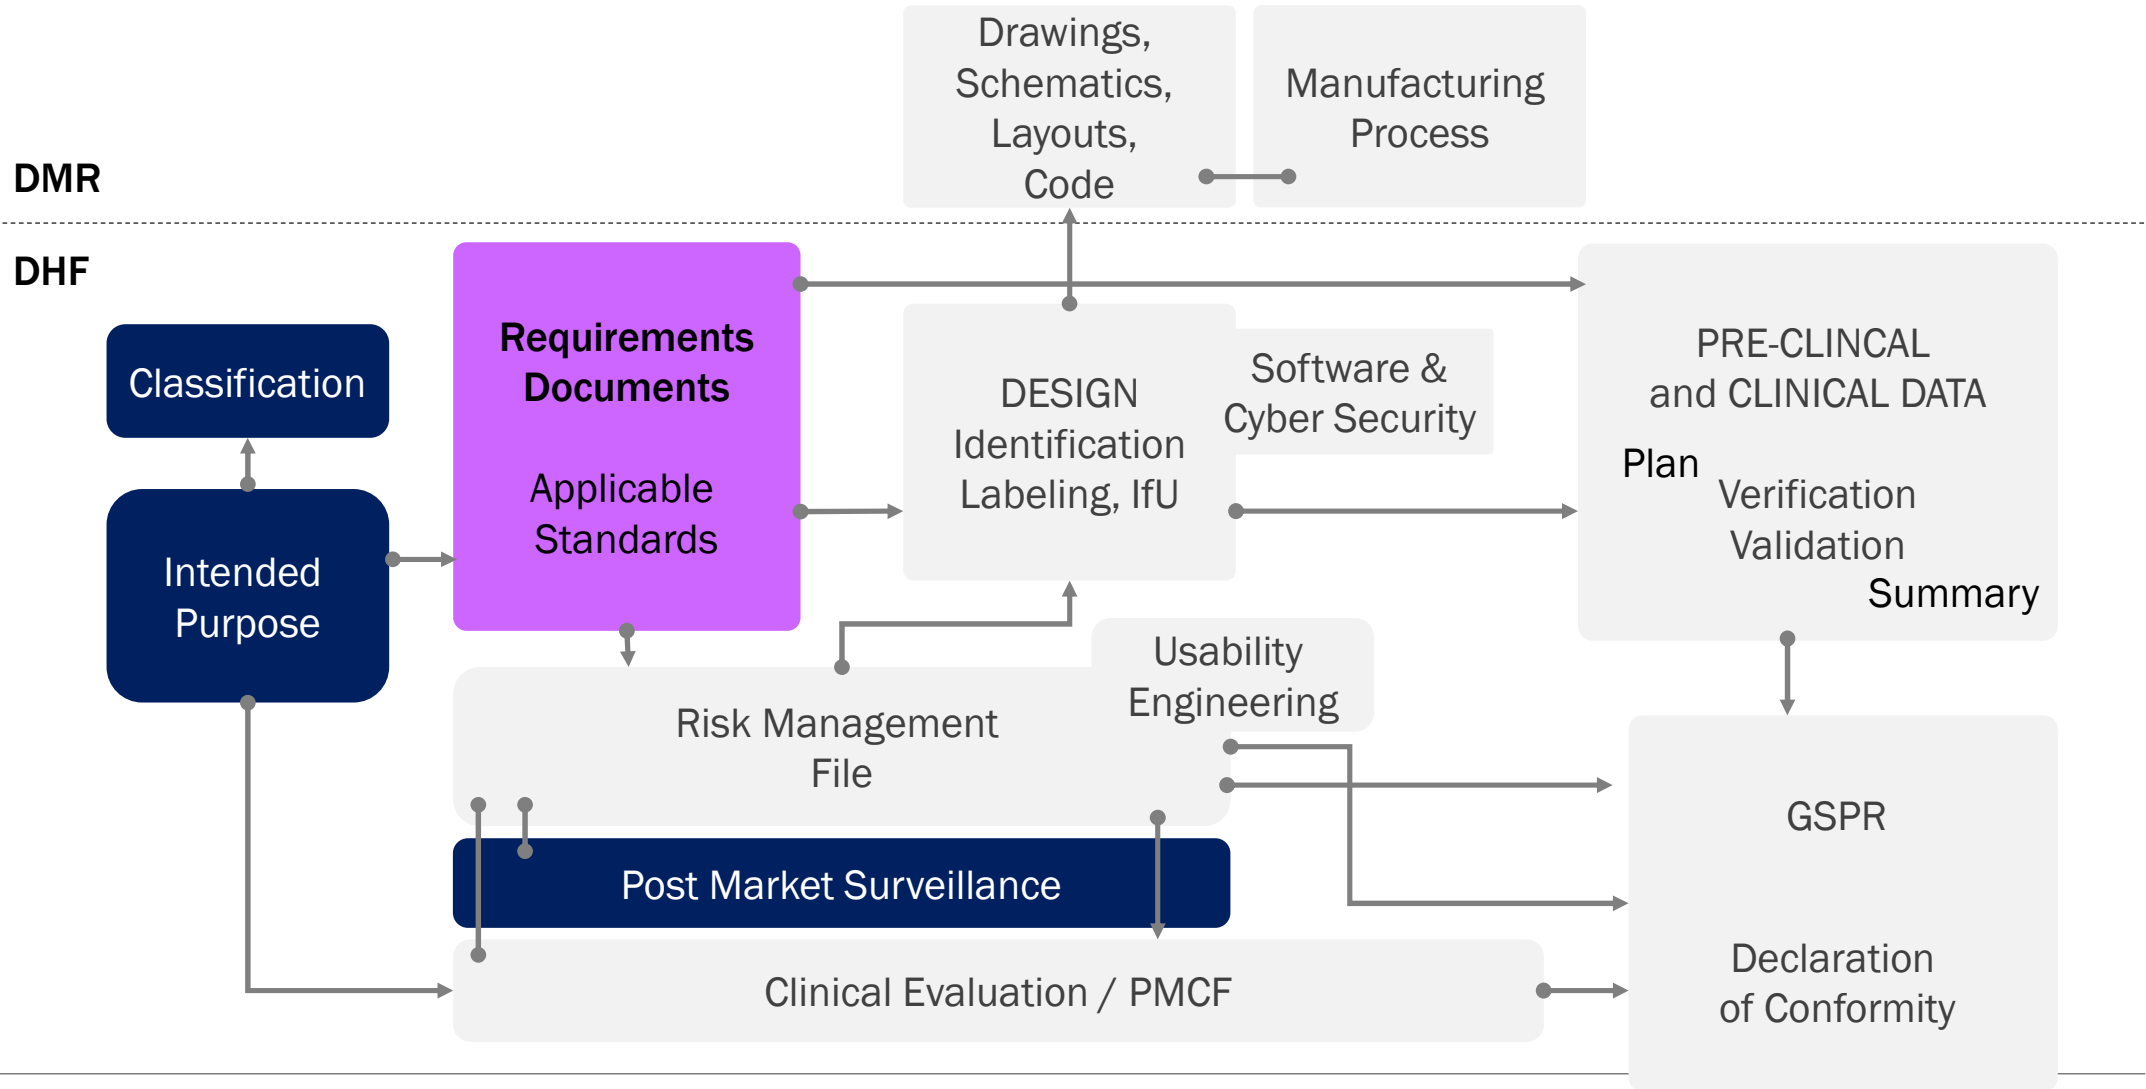 Drawings,
Schematics,
Layouts,
Code
Manufacturing
Process
DMR
DHF
Classification
Intended
Purpose
Requirements
Documents
Applicable
Standards
DESIGN
Identification
Labeling, IfU
Software &
Cyber Security
PRE-CLINCAL
and CLINICAL DATA
Plan
Verification
Validation
Summary
Usability
Engineering
Risk Management
File
Post Market Surveillance
Clinical Evaluation / PMCF
GSPR
Declaration
of Conformity